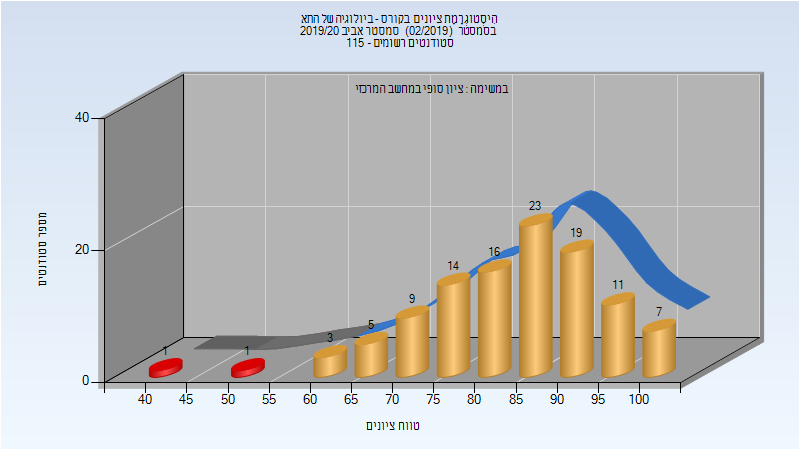 היסטוגרמת ציונים בקורס - ביולוגיה של התא
בסמסטר (02/2019) סמסטר אביב 2019/20
סטודנטים רשומים - 115
במשימה : ציון סופי במחשב המרכזי
מספר סטודנטים
40
20
0
1
1
3
5
9
14
16
23
19
11
7
40 45 50 55 60 65 70 75 80 85 90 95 100
טווח ציונים